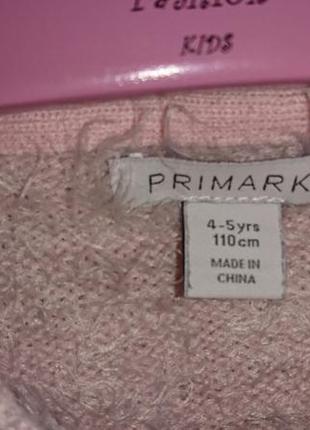 Fashion
KIDS
PRIMARK
4-5yrs
110cm
MADE IN
CHINA